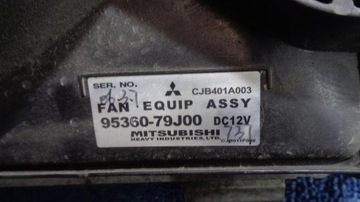 SER. NO. CJB401A003
FAN EQUIP ASSY
95360-79J00 DC12V
MITSUBISHI
HEAVY INDUSTRIES, LTD.